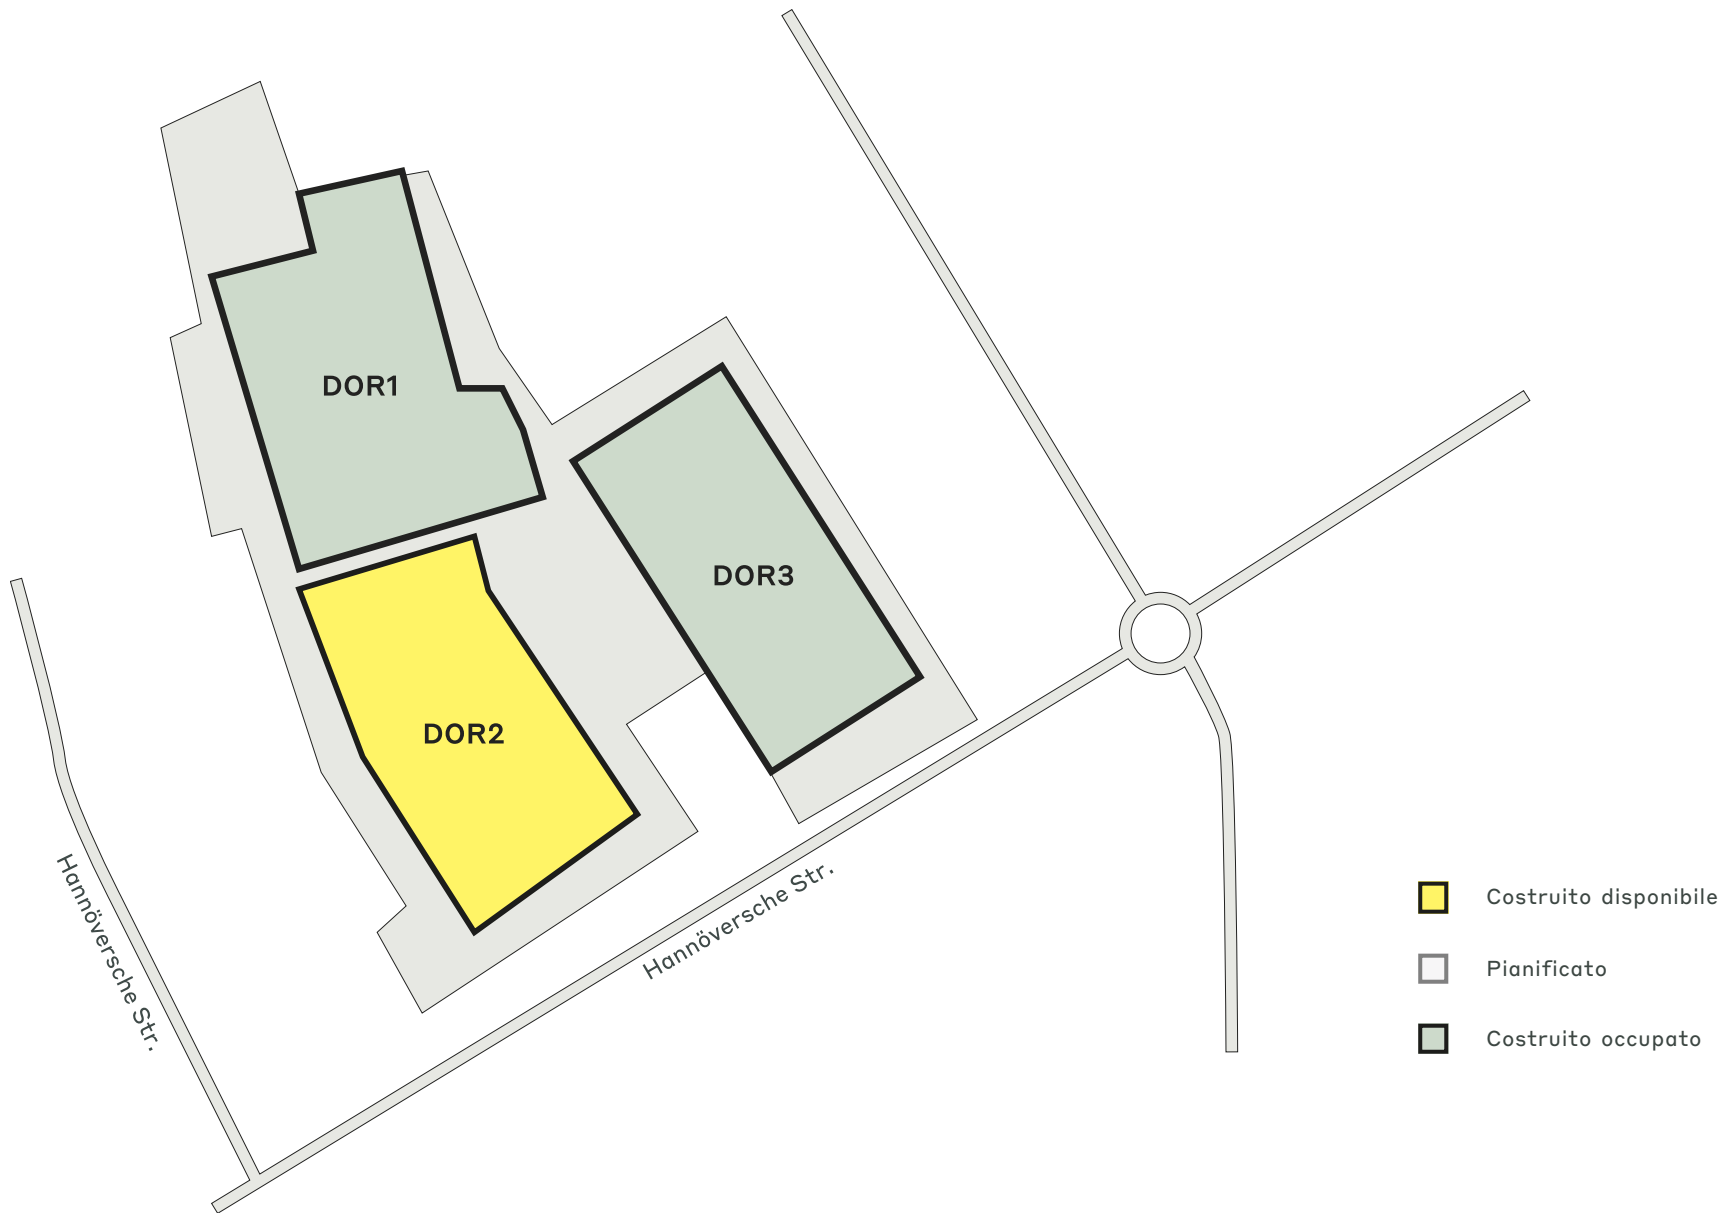 DOR1
DOR3
DOR2
Hannöversche Str.
Hannöversche Str.
Costruito disponibile
Pianificato
Costruito occupato